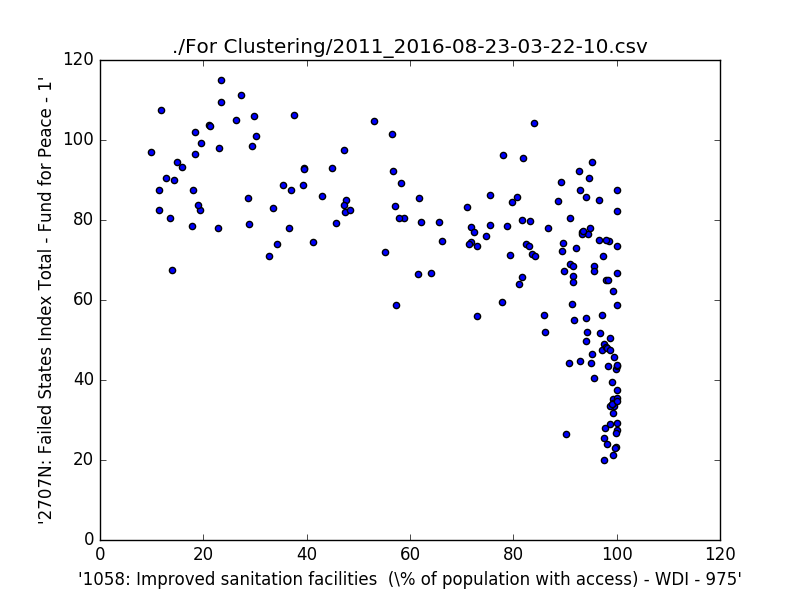 ./For Clustering/2011_2016-08-23-03-22-10.csv
'2707N: Failed States Index Total - Fund for Peace - 1'
120
100
80
60
40
20
0
0 20 40 60 80 100 120
'1058: Improved sanitation facilities  (\% of population with access) - WDI - 975'